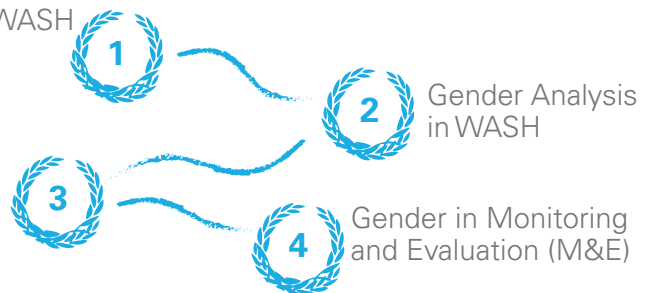 WASH
1
2
Gender Analysis
in WASH
3
4
Gender in Monitoring
and Evaluation (M&E)